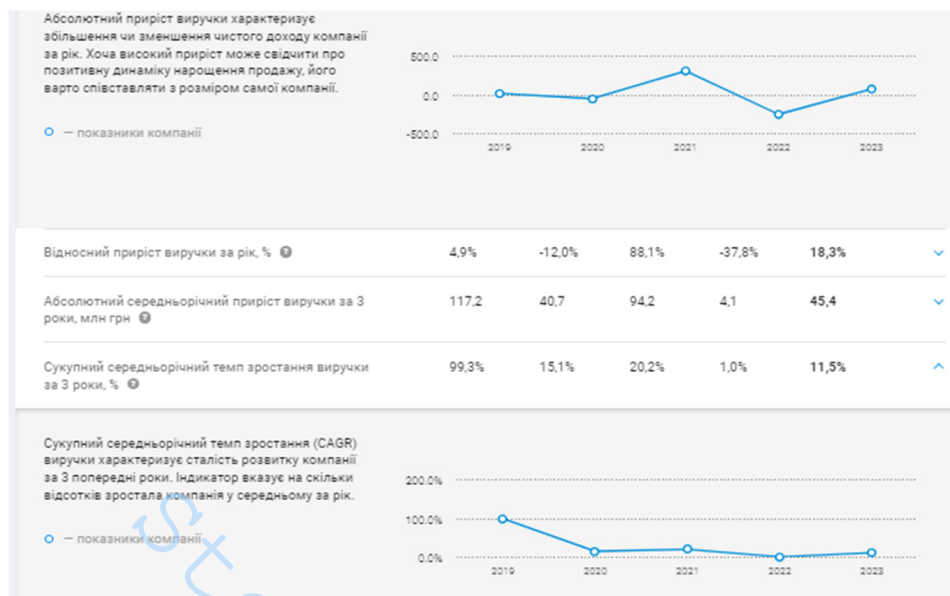 Абсолютний приріст виручки характеризує
збільшення чи зменшення чистого доходу компанії
за рік. Хоча високий приріст може свідчити про
позитивну динаміку нарощення продажу, його
варто співставляти з розміром самої компанії.
— показники компанії
500.0
0.0
-500.0
2019 2020 2021 2022 2023
Відносний приріст виручки за рік, % ? 4,9% -12,0% 88,1% -37,8% 18,3%
Абсолютний середньорічний приріст виручки за 3 117,2 40,7 94,2 4,1 45,4
роки, млн грн ?
Сукупний середньорічний темп зростання виручки 99,3% 15,1% 20,2% 1,0% 11,5%
за 3 роки, % ?
Сукупний середньорічний темп зростання (CAGR)
виручки характеризує сталість розвитку компанії
за 3 попередні роки. Індикатор вказує на скільки
відсотків зростала компанія у середньому за рік.
— показники компанії
200.0%
100.0%
0.0%
2019 2020 2021 2022 2023